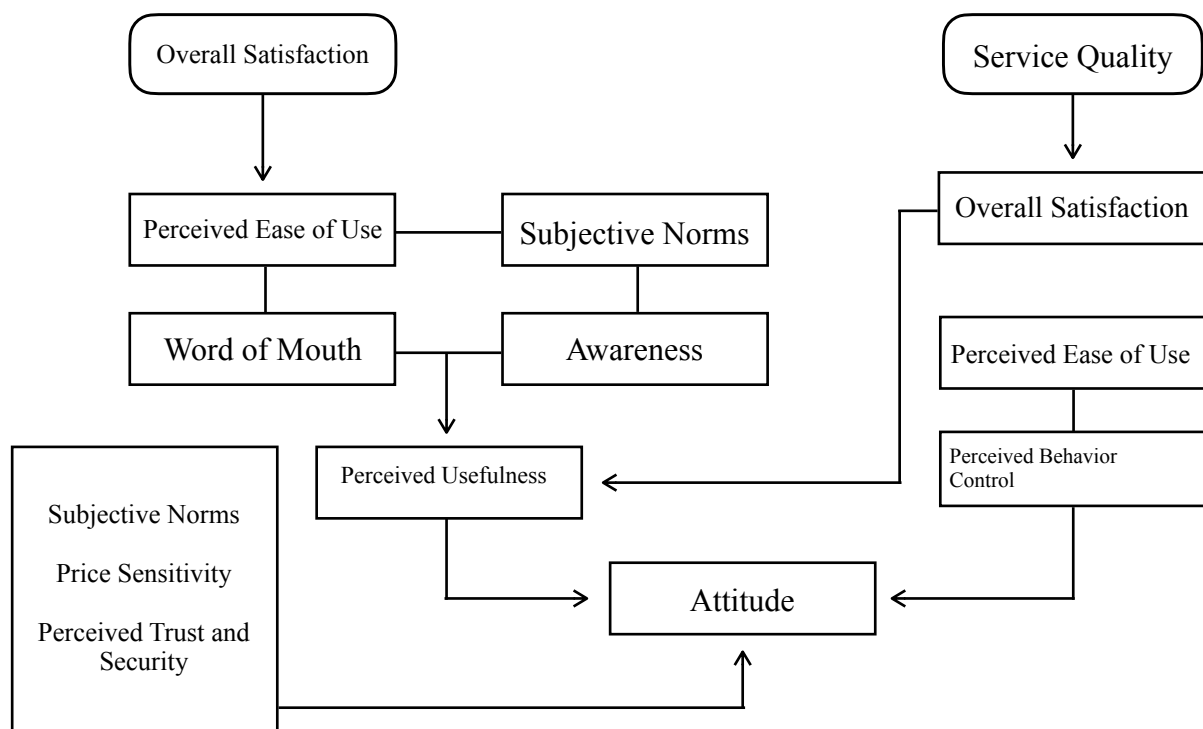 Overall Satisfaction
Service Quality
Perceived Ease of Use
Subjective Norms
Overall Satisfaction
Word of Mouth
Awareness
Perceived Ease of Use
Perceived Usefulness
Perceived Behavior
Control
Subjective Norms
Price Sensitivity
Perceived Trust and
Security
Attitude